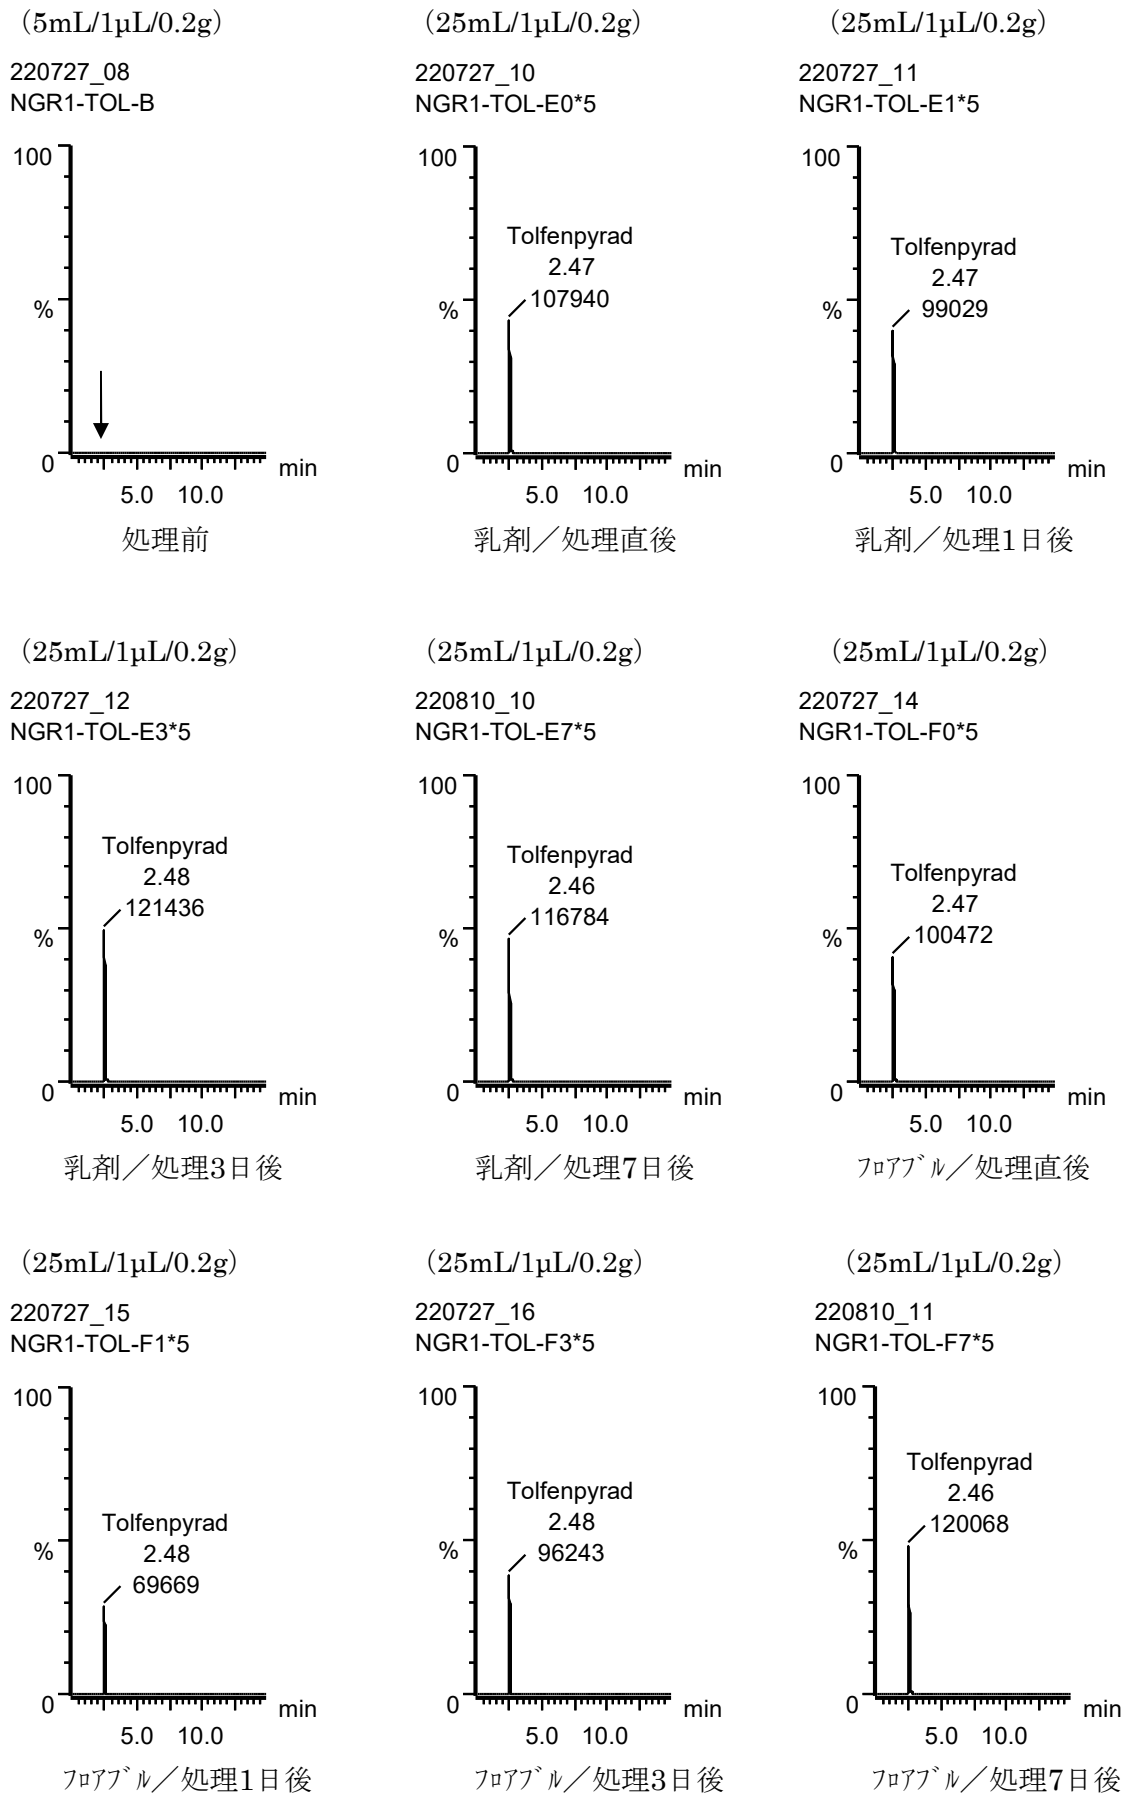 （5mL/1µL/0.2g）
220727_08
NGR1-TOL-B
100
%
0
min
5.0 10.0
処理前
（25mL/1µL/0.2g）
220727_10
NGR1-TOL-E0*5
100
Tolfenpyrad
2.47
107940
%
0
min
5.0 10.0
乳剤／処理直後
（25mL/1µL/0.2g）
220727_11
NGR1-TOL-E1*5
100
Tolfenpyrad
2.47
99029
%
0
min
5.0 10.0
乳剤／処理1日後
（25mL/1µL/0.2g）
220727_12
NGR1-TOL-E3*5
100
Tolfenpyrad
2.48
121436
%
0
min
5.0 10.0
乳剤／処理3日後
（25mL/1µL/0.2g）
220810_10
NGR1-TOL-E7*5
100
Tolfenpyrad
2.46
116784
%
0
min
5.0 10.0
乳剤／処理7日後
（25mL/1µL/0.2g）
220727_14
NGR1-TOL-F0*5
100
Tolfenpyrad
2.47
100472
%
0
min
5.0 10.0
ﾌﾛｱﾌﾞﾙ／処理直後
（25mL/1µL/0.2g）
220727_15
NGR1-TOL-F1*5
100
Tolfenpyrad
2.48
69669
%
0
min
5.0 10.0
ﾌﾛｱﾌﾞﾙ／処理1日後
（25mL/1µL/0.2g）
220727_16
NGR1-TOL-F3*5
100
Tolfenpyrad
2.48
96243
%
0
min
5.0 10.0
ﾌﾛｱﾌﾞﾙ／処理3日後
（25mL/1µL/0.2g）
220810_11
NGR1-TOL-F7*5
100
Tolfenpyrad
2.46
120068
%
0
min
5.0 10.0
ﾌﾛｱﾌﾞﾙ／処理7日後